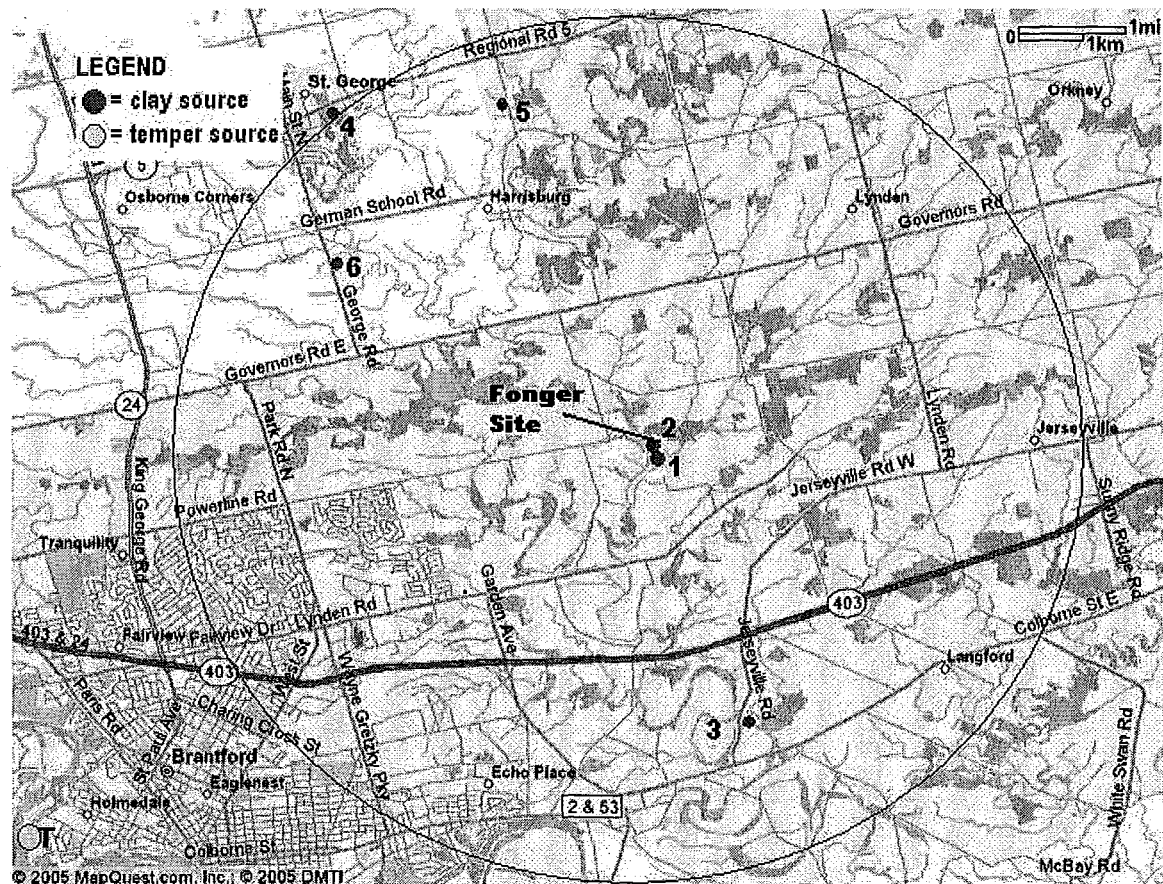 0
1mi
1km
Regional Rd 5
LEGEND
= clay source
= temper source
St. George
4
5
Orkney
5
Osborne Corners
German School Rd
Harrisburg
Lynden
Governors Rd
6
George Rd
Governors Rd E
24
Fonger
Site
2
1
Park Rd N
Lynden Rd
Jerseyville
King George Rd
Jerseyville Rd W
Powerline Rd
Sunny Ridge Rd
Tranquility
Garden Ave
403
Lynden Rd
Colborne St E
403 & 24
Fairview
Fairview Dr
403
Jerseyville Rd
Langford
Paris Rd
Wayne Gretzky Pky
3
Charing Cross St
St Paul Ave
White Swan Rd
Brantford
Echo Place
Eaglenest
Holmedale
2 & 53
T
Colborne St
McBay Rd
© 2005 MapQuest.com, Inc.; © 2005 DMTI